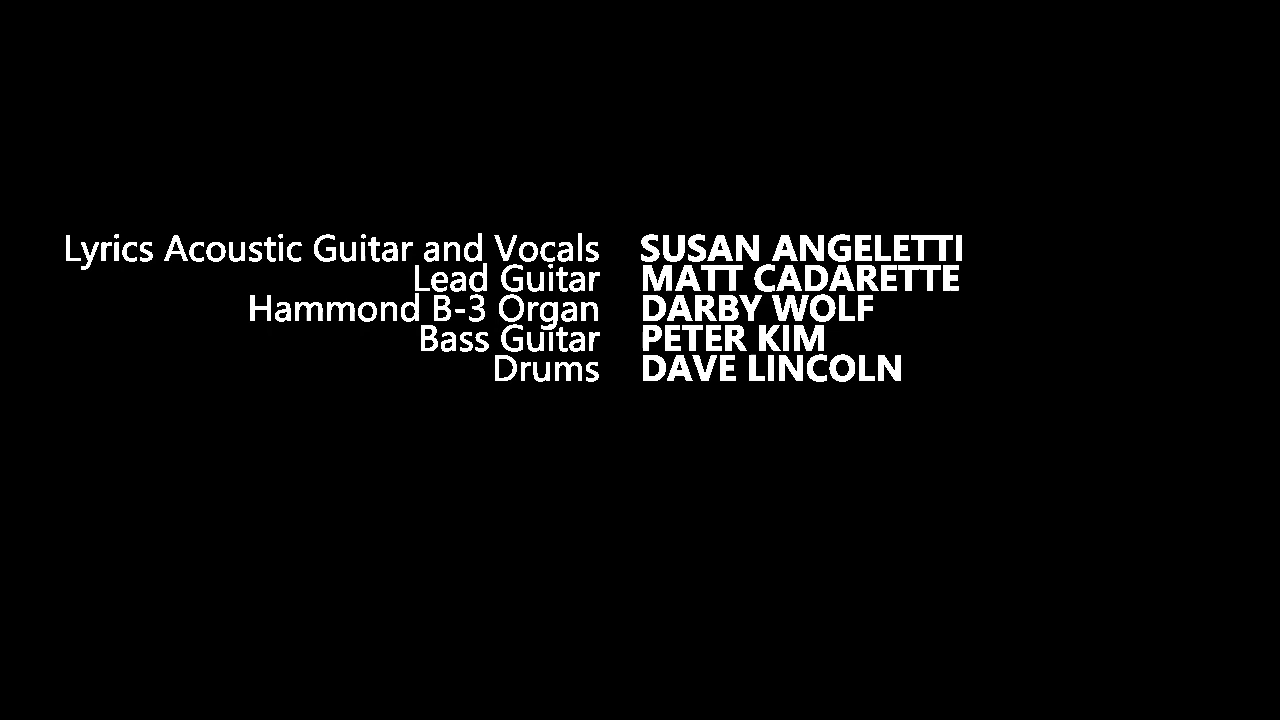 Lyrics Acoustic Guitar and Vocals SUSAN ANGELETTI
Lead Guitar MATT CADARETTE
Hammond B-3 Organ DARBY WOLF
Bass Guitar PETER KIM
Drums DAVE LINCOLN